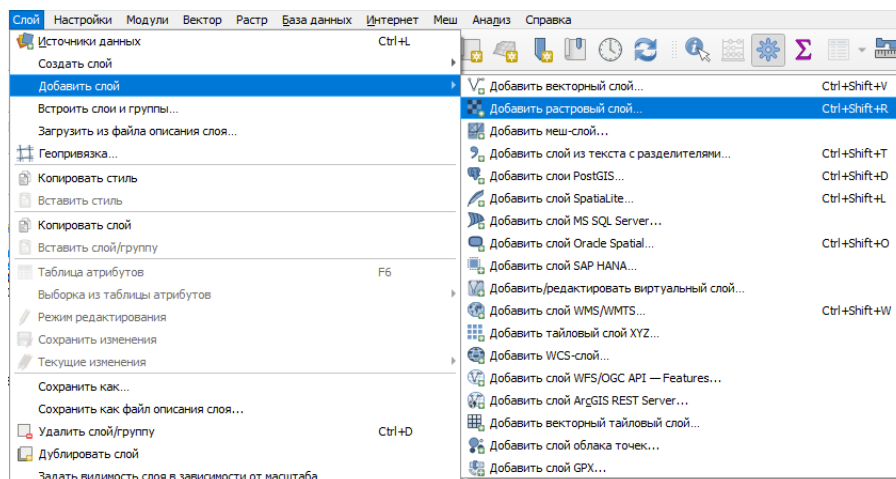 Слой Настройки Модули Вектор Растр База данных Интернет Меш Анализ Справка
Источники данных Ctrl+L
Создать слой
Добавить слой
Встроить слои и группы...
Загрузить из файла описания слоя...
Геопривязка...
Копировать стиль
Вставить стиль
Копировать слой
Вставить слой/группу
Таблица атрибутов F6
Выборка из таблицы атрибутов
Режим редактирования
Сохранить изменения
Текущие изменения
Сохранить как...
Сохранить как файл описания слоя...
Удалить слой/группу Ctrl+D
Дублировать слой
Задать видимость слоя в зависимости от масштаба
Добавить векторный слой... Ctrl+Shift+V
Добавить растровый слой... Ctrl+Shift+R
Добавить меш-слой...
Добавить слой из текста с разделителями... Ctrl+Shift+T
Добавить слои PostGIS... Ctrl+Shift+D
Добавить слой SpatiaLite... Ctrl+Shift+L
Добавить слой MS SQL Server...
Добавить слой Oracle Spatial... Ctrl+Shift+O
Добавить слой SAP HANA...
Добавить/редактировать виртуальный слой...
Добавить слой WMS/WMTS... Ctrl+Shift+W
Добавить тайловый слой XYZ...
Добавить WCS-слой...
Добавить слой WFS/OGC API — Features...
Добавить слой ArcGIS REST Server...
Добавить векторный тайловый слой...
Добавить слой облака точек...
Добавить слой GPX...